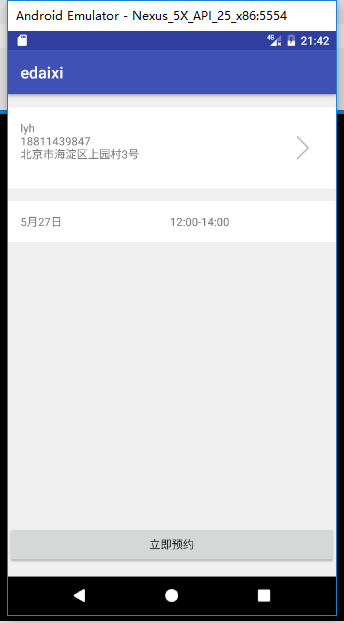 Android Emulator - Nexus_5X_API_25_x86:5554
4G 21:42
edaixi
lyh
18811439847
北京市海淀区上园村3号
5月27日 12:00-14:00
立即预约